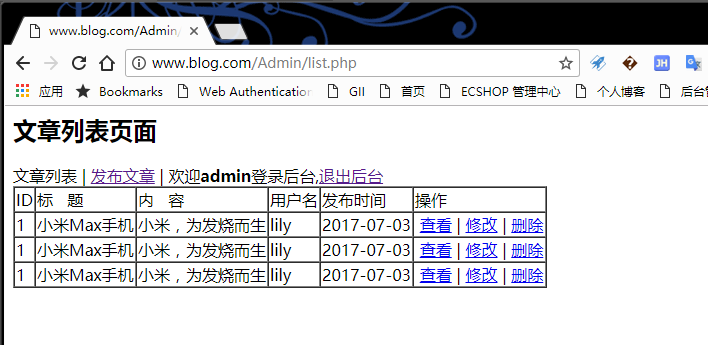 www.blog.com/Admin/
www.blog.com/Admin/list.php
应用 Bookmarks Web Authentication GII 首页 ECSHOP 管理中心 个人博客 后台
文章列表页面
文章列表 | 发布文章 | 欢迎admin登录后台,退出后台
ID 标 题 内 容 用户名 发布时间 操作
1 小米Max手机 小米，为发烧而生 lily 2017-07-03 查看 | 修改 | 删除
1 小米Max手机 小米，为发烧而生 lily 2017-07-03 查看 | 修改 | 删除
1 小米Max手机 小米，为发烧而生 lily 2017-07-03 查看 | 修改 | 删除